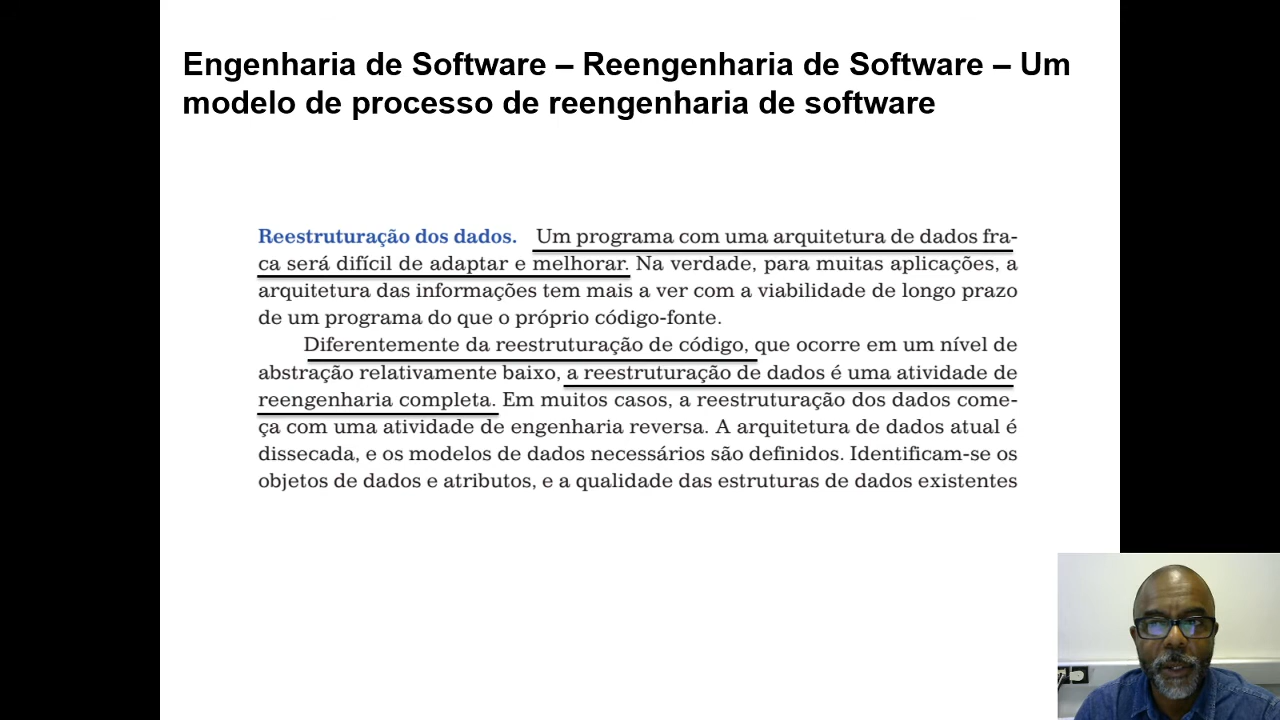 Engenharia de Software – Reengenharia de Software – Um
modelo de processo de reengenharia de software
Reestruturação dos dados. Um programa com uma arquitetura de dados fra-
ca será difícil de adaptar e melhorar. Na verdade, para muitas aplicações, a
arquitetura das informações tem mais a ver com a viabilidade de longo prazo
de um programa do que o próprio código-fonte.
Diferentemente da reestruturação de código, que ocorre em um nível de
abstração relativamente baixo, a reestruturação de dados é uma atividade de
reengenharia completa. Em muitos casos, a reestruturação dos dados come-
ça com uma atividade de engenharia reversa. A arquitetura de dados atual é
dissecada, e os modelos de dados necessários são definidos. Identificam-se os
objetos de dados e atributos, e a qualidade das estruturas de dados existentes